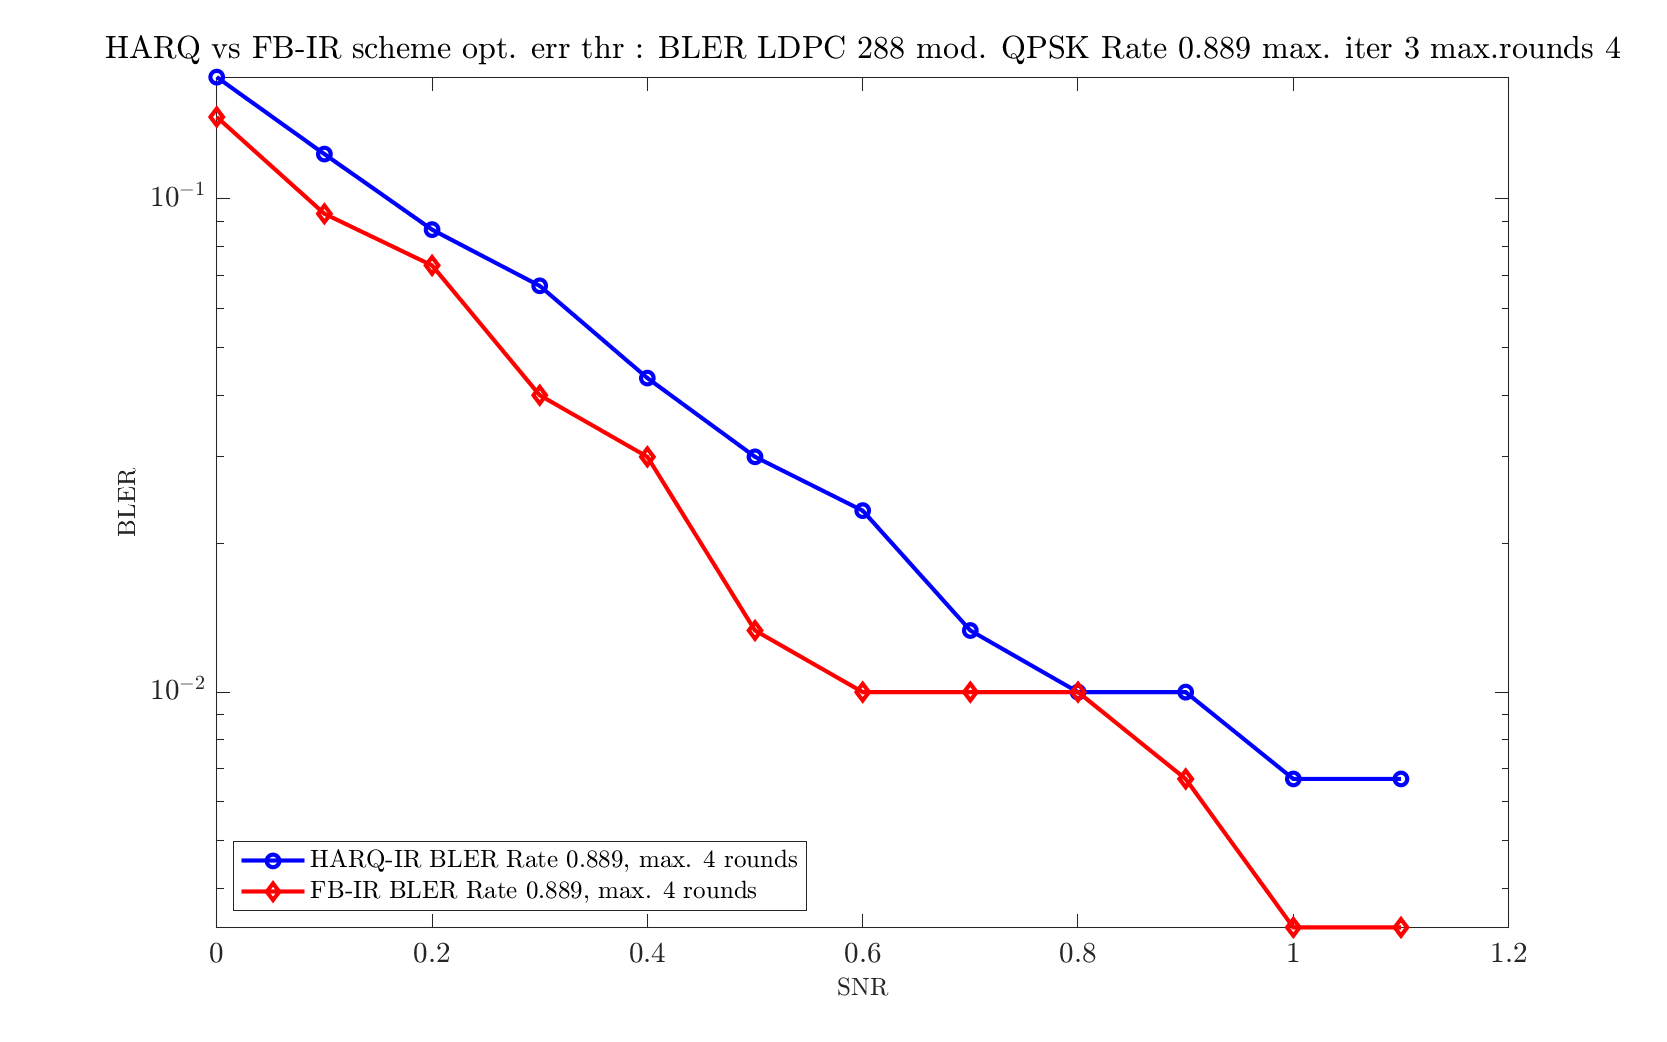 HARQ vs FB-IR scheme opt. err thr : BLER LDPC 288 mod. QPSK Rate 0.889 max. iter 3 max.rounds 4
10^{-1}
BLER
10^{-2}
HARQ-IR BLER Rate 0.889, max. 4 rounds
FB-IR BLER Rate 0.889, max. 4 rounds
0 0.2 0.4 0.6 0.8 1 1.2
SNR